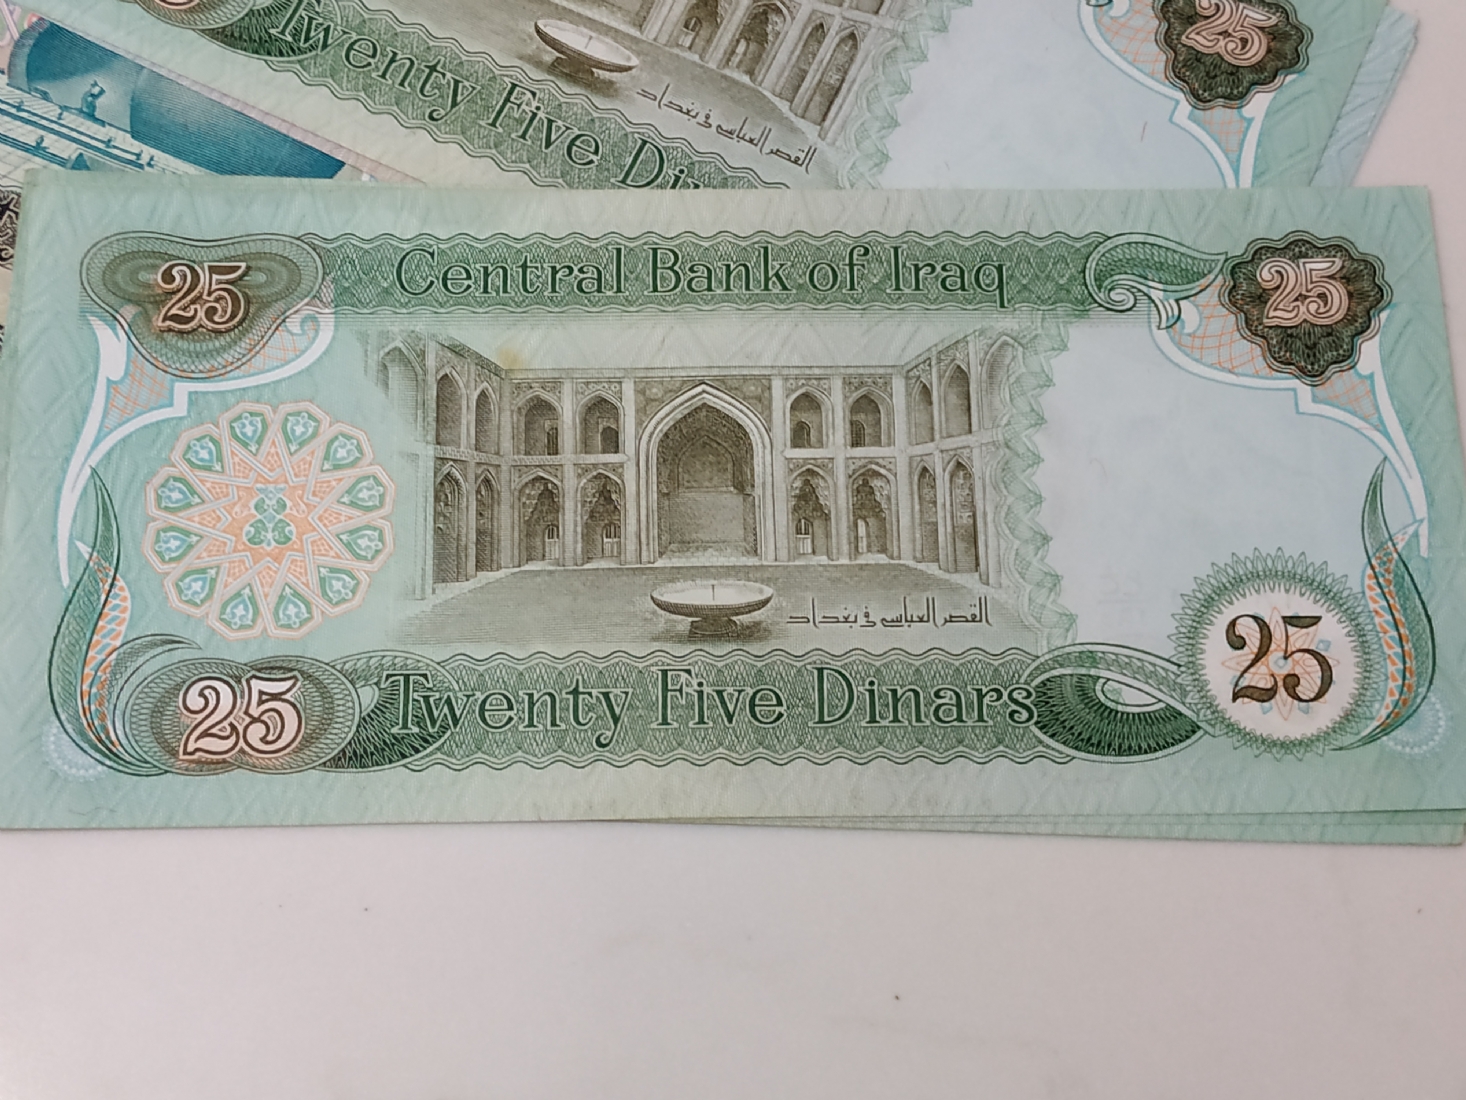 25
Twenty Five Din
القصر العباسي في بغداد
25 Central Bank of Iraq 25
القصر العباسي في بغداد
25 Twenty Five Dinars 25